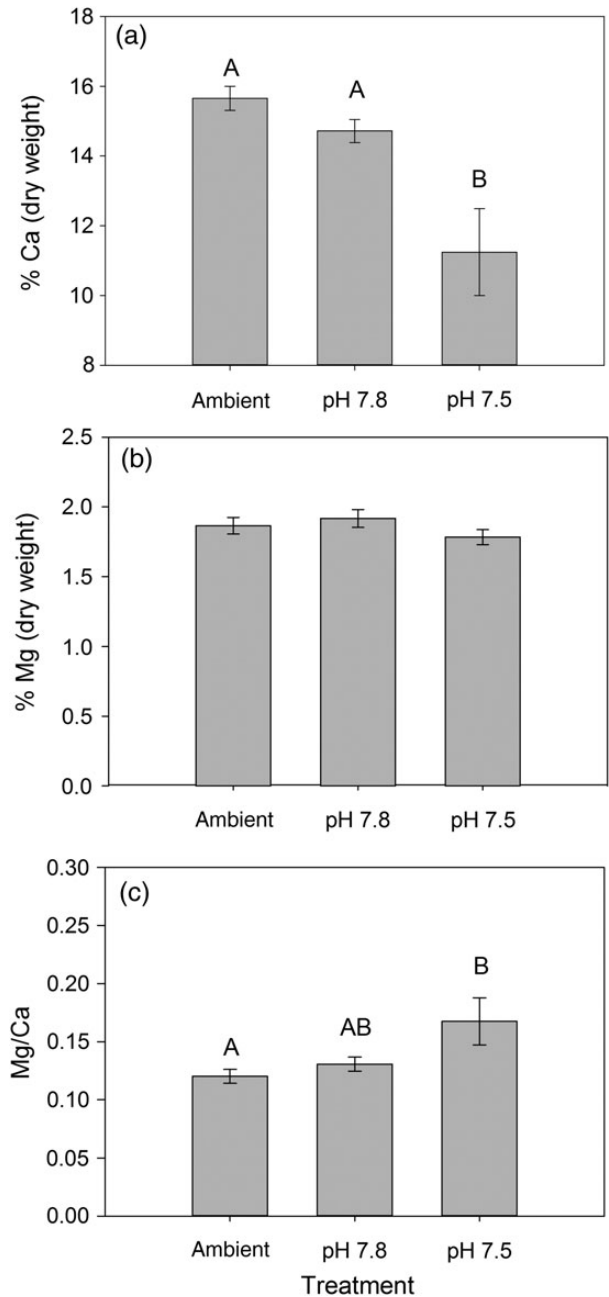 (a)
% Ca (dry weight)
18
16
14
12
10
8
A
A
B
Ambient
pH 7.8
pH 7.5
(b)
% Mg (dry weight)
2.5
2.0
1.5
1.0
0.5
0.0
Ambient
pH 7.8
pH 7.5
(c)
Mg/Ca
0.30
0.25
0.20
0.15
0.10
0.05
0.00
A
AB
B
Ambient
pH 7.8
pH 7.5
Treatment